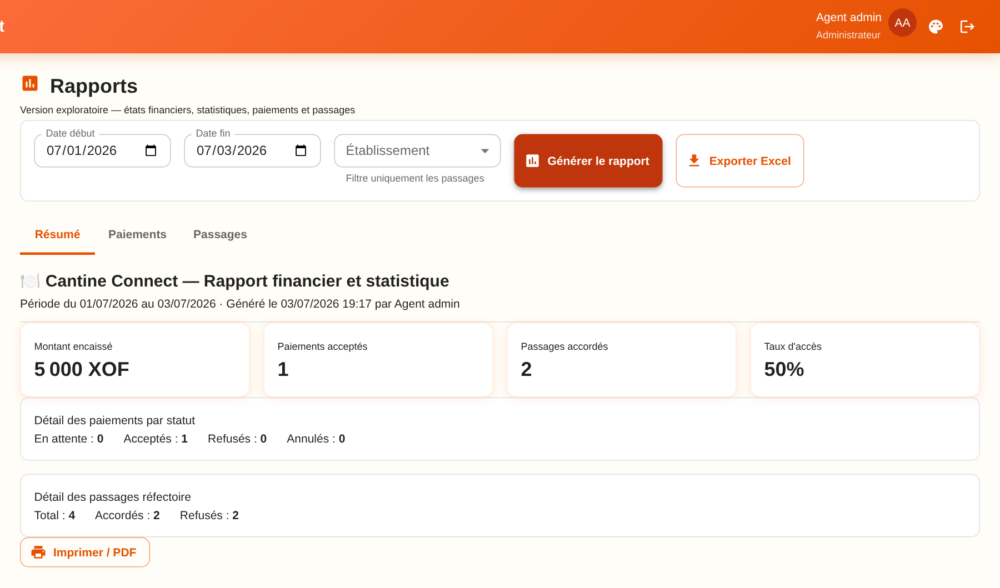 t
Agent admin
AA
Administrateur
Rapports
Version exploratoire — états financiers, statistiques, paiements et passages
Date début
07/01/2026
Date fin
07/03/2026
Établissement
Filtre uniquement les passages
Générer le rapport
Exporter Excel
Résumé
Paiements
Passages
🍽️ Cantine Connect — Rapport financier et statistique
Période du 01/07/2026 au 03/07/2026 · Généré le 03/07/2026 19:17 par Agent admin
Montant encaissé
5 000 XOF
Paiements acceptés
1
Passages accordés
2
Taux d'accès
50%
Détail des paiements par statut
En attente : 0 Acceptés : 1 Refusés : 0 Annulés : 0
Détail des passages réfectoire
Total : 4 Accordés : 2 Refusés : 2
Imprimer / PDF